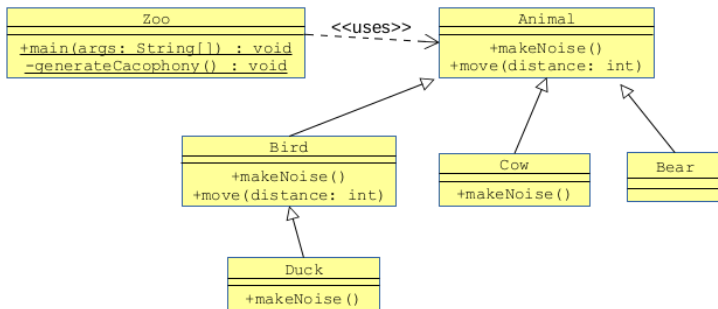 Zoo
+main(args: String[]) : void
-generateCacophony() : void
<<uses>>
Animal
+makeNoise()
+move(distance: int)
Bird
+makeNoise()
+move(distance: int)
Cow
+makeNoise()
Bear
Duck
+makeNoise()